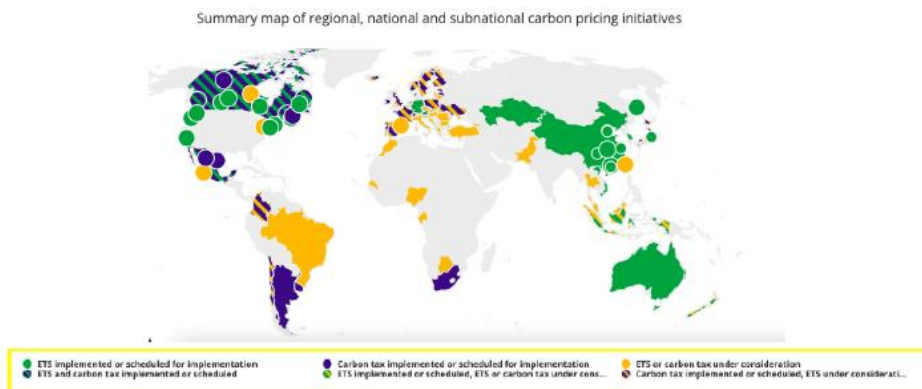 Summary map of regional, national and subnational carbon pricing initiatives
ETS implemented or scheduled for implementation
Carbon tax implemented or scheduled for implementation
ETS or carbon tax under consideration
ETS and carbon tax implemented or scheduled
ETS implemented or scheduled, ETS or carbon tax under cons...
Carbon tax implemented or scheduled, ETS under considerati...